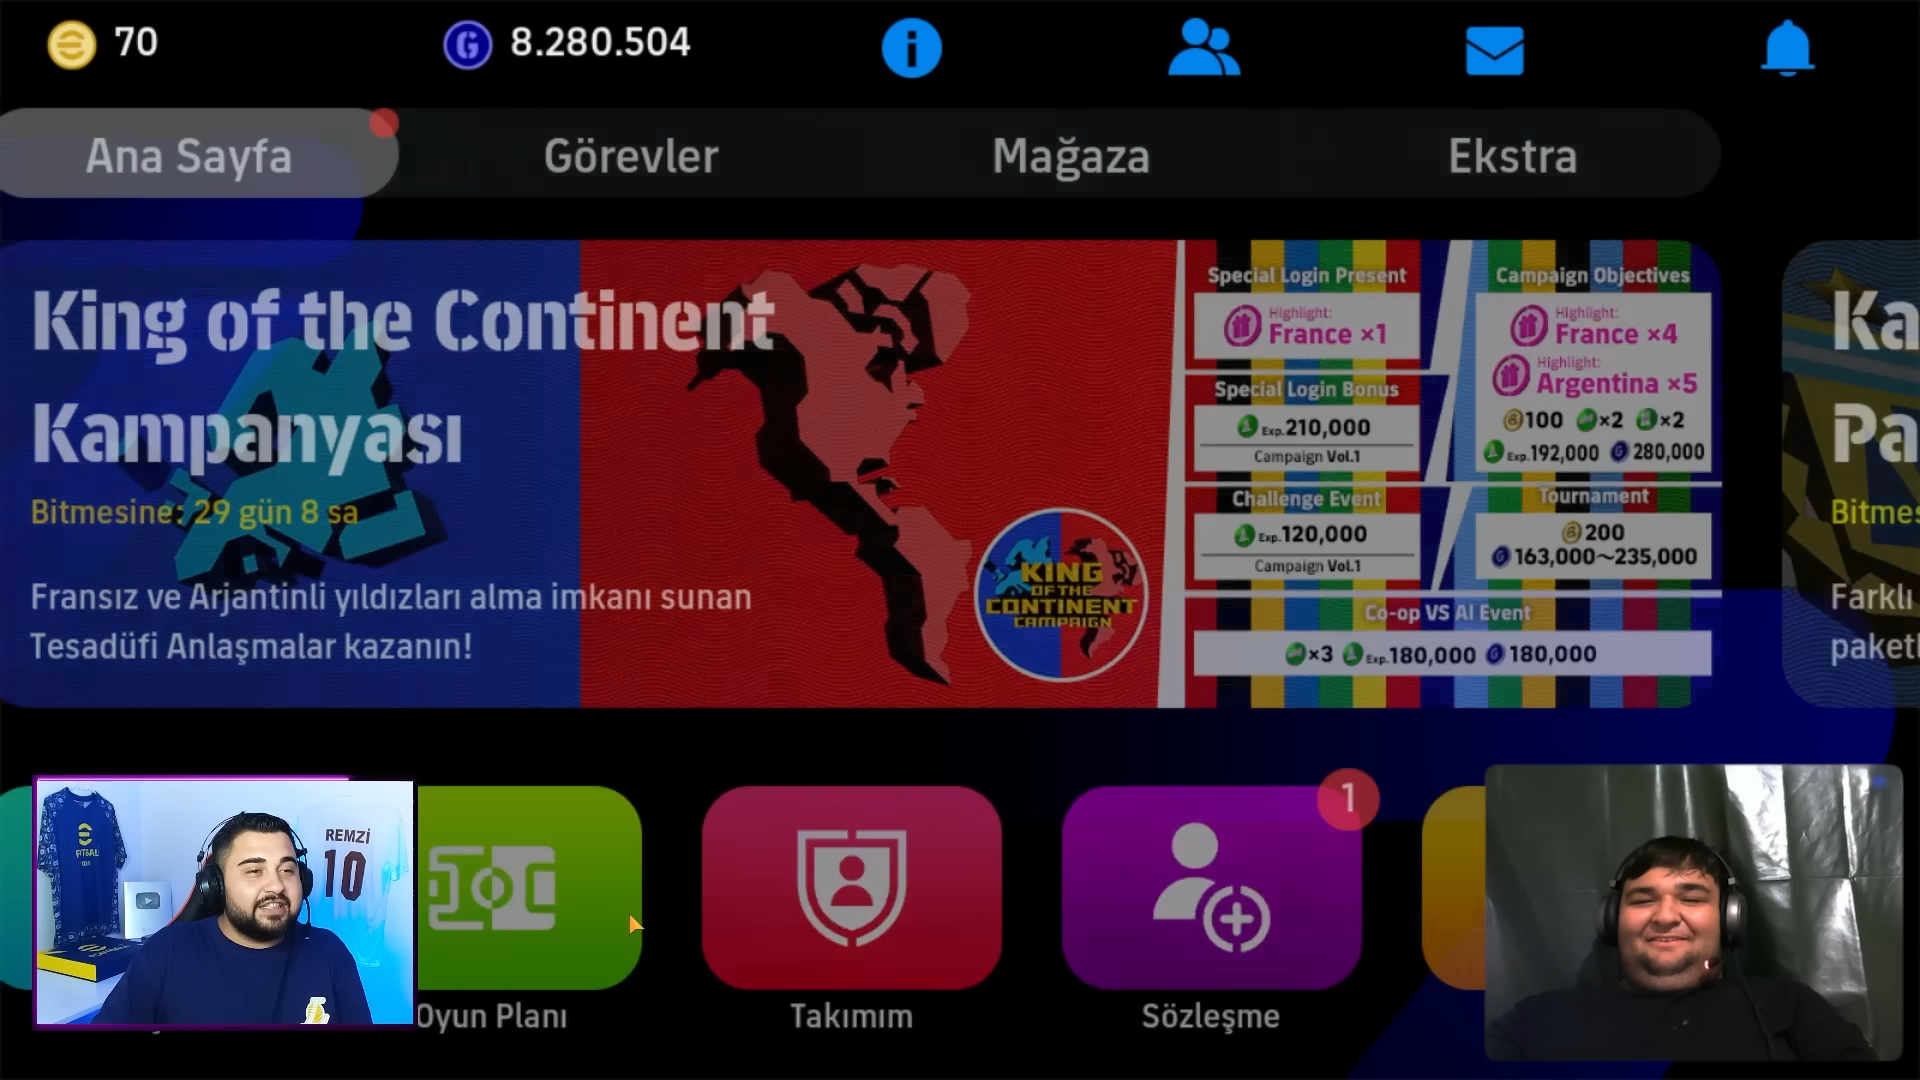 70
8.280.504
Ana Sayfa
Görevler
Mağaza
Ekstra
King of the Continent
Kampanyası
Bitmesine: 29 gün 8 sa
Fransız ve Arjantinli yıldızları alma imkanı sunan
Tesadüfi Anlaşmalar kazanın!
KING
OF THE
CONTINENT
CAMPAIGN
Special Login Present
Highlight:
France ×1
Special Login Bonus
Exp.210,000
Campaign Vol.1
Challenge Event
Exp.120,000
Campaign Vol.1
Campaign Objectives
Highlight:
France ×4
Highlight:
Argentina ×5
100 ×2 ×2
Exp.192,000 280,000
Tournament
200
163,000~235,000
Co-op VS AI Event
×3 Exp.180,000 180,000
Ka
Pa
Bitmes
Farklı
paketl
REMZİ
10
Oyun Planı
Takımım
1
Sözleşme